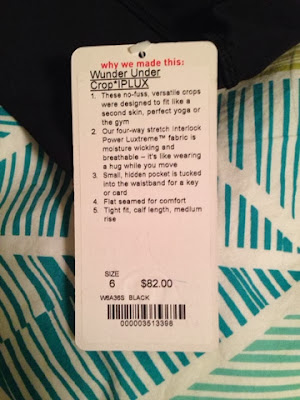 why we made this:
Wunder Under
Crop*IPLUX
1. These no-fuss, versatile crops
were designed to fit like a
second skin, perfect yoga or
the gym
2. Our four-way stretch Interlock
Power Luxtreme™ fabric is
moisture wicking and
breathable – it's like wearing
a hug while you move
3. Small, hidden pocket is tucked
into the waistband for a key
or card
4. Flat seamed for comfort
5. Tight fit, calf length, medium
rise
SIZE
6 $82.00
W6A36S BLACK
000003513398